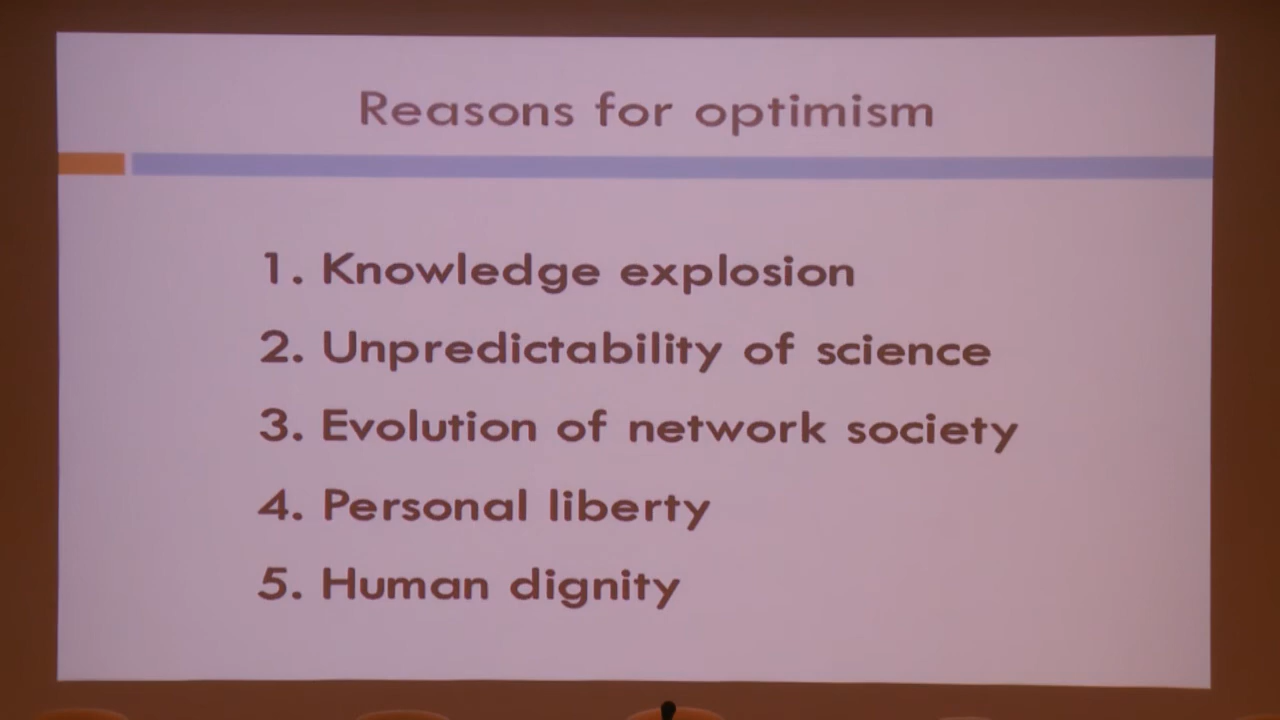 Reasons for optimism
1. Knowledge explosion
2. Unpredictability of science
3. Evolution of network society
4. Personal liberty
5. Human dignity